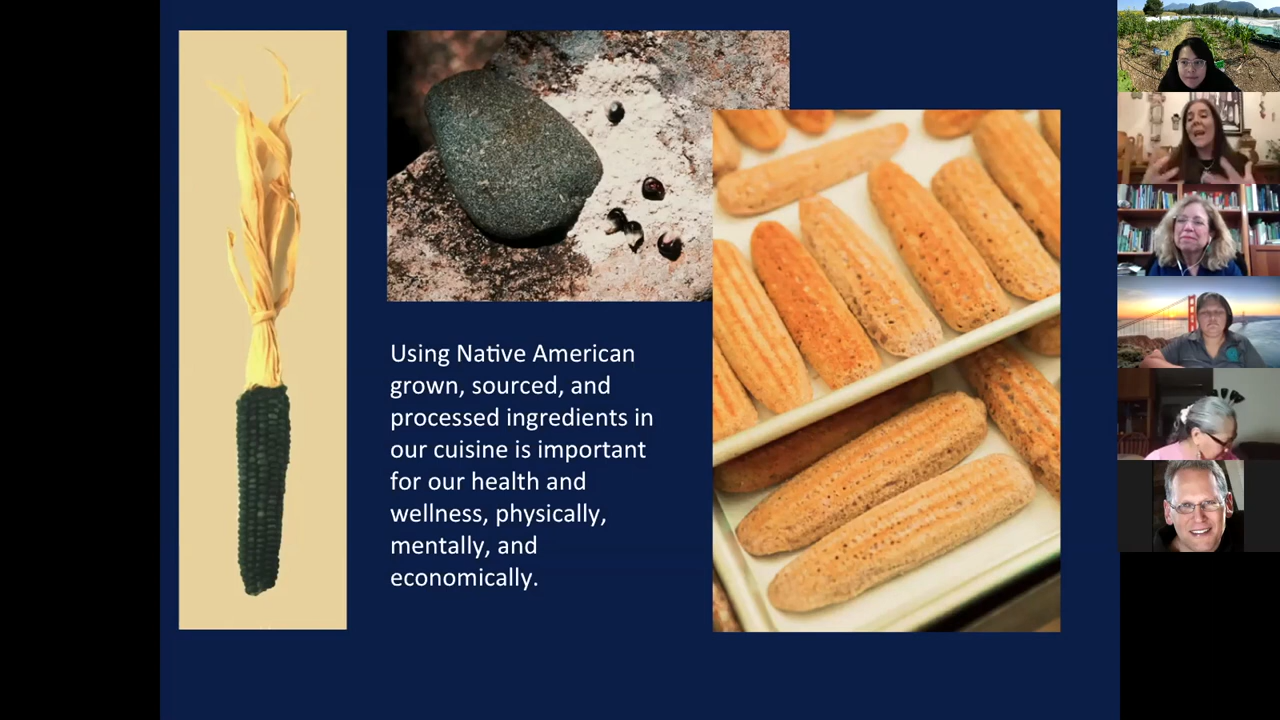 Using Native American
grown, sourced, and
processed ingredients in
our cuisine is important
for our health and
wellness, physically,
mentally, and
economically.